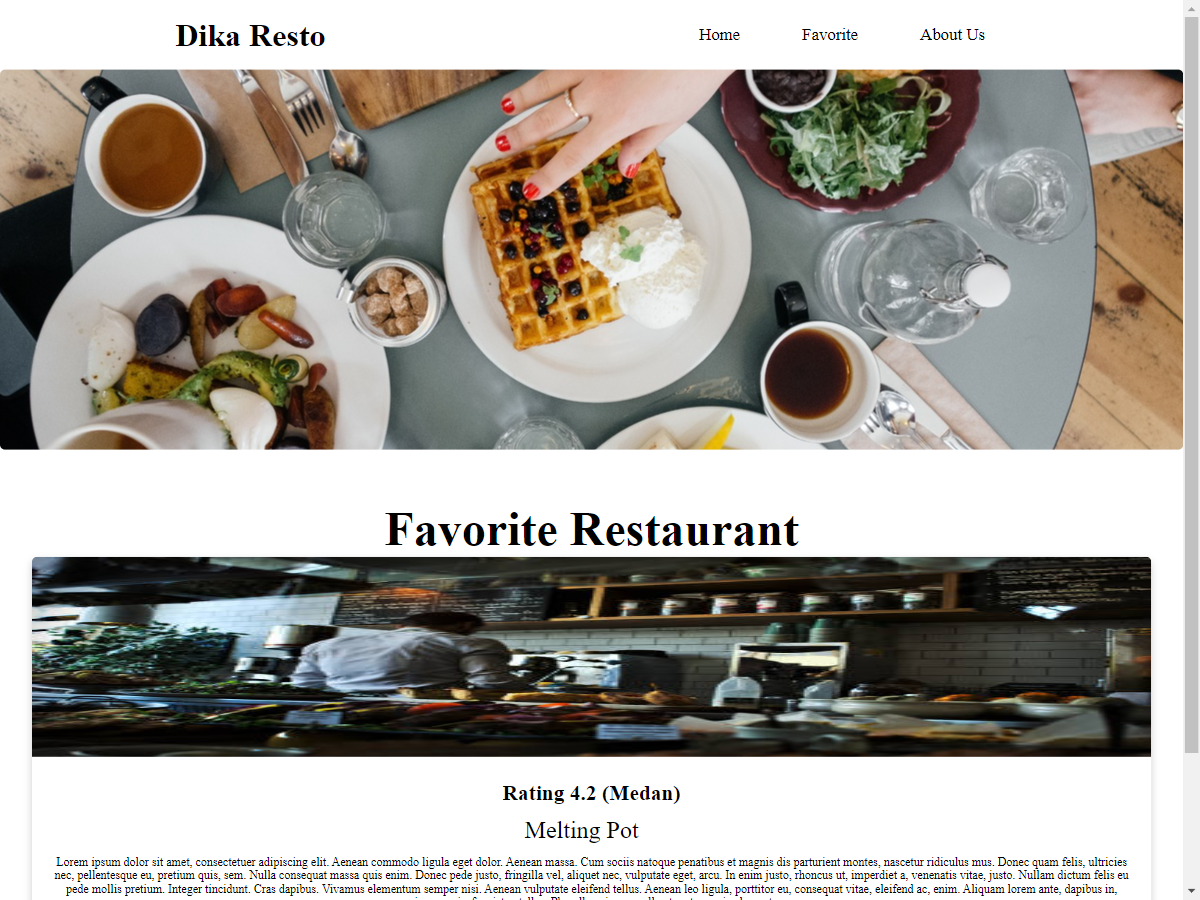 Dika Resto
Home Favorite About Us
Favorite Restaurant
Rating 4.2 (Medan)
Melting Pot
Lorem ipsum dolor sit amet, consectetuer adipiscing elit. Aenean commodo ligula eget dolor. Aenean massa. Cum sociis natoque penatibus et magnis dis parturient montes, nascetur ridiculus mus. Donec quam felis, ultricies
nec, pellentesque eu, pretium quis, sem. Nulla consequat massa quis enim. Donec pede justo, fringilla vel, aliquet nec, vulputate eget, arcu. In enim justo, rhoncus ut, imperdiet a, venenatis vitae, justo. Nullam dictum felis eu
pede mollis pretium. Integer tincidunt. Cras dapibus. Vivamus elementum semper nisi. Aenean vulputate eleifend tellus. Aenean leo ligula, porttitor eu, consequat vitae, eleifend ac, enim. Aliquam lorem ante, dapibus in,